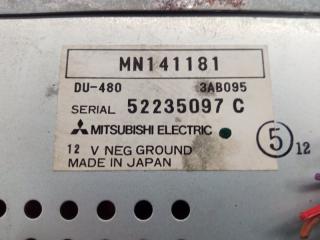 MN141181
DU-480 3AB095
SERIAL 52235097 C
MITSUBISHI ELECTRIC
12 V NEG GROUND
MADE IN JAPAN
5 12